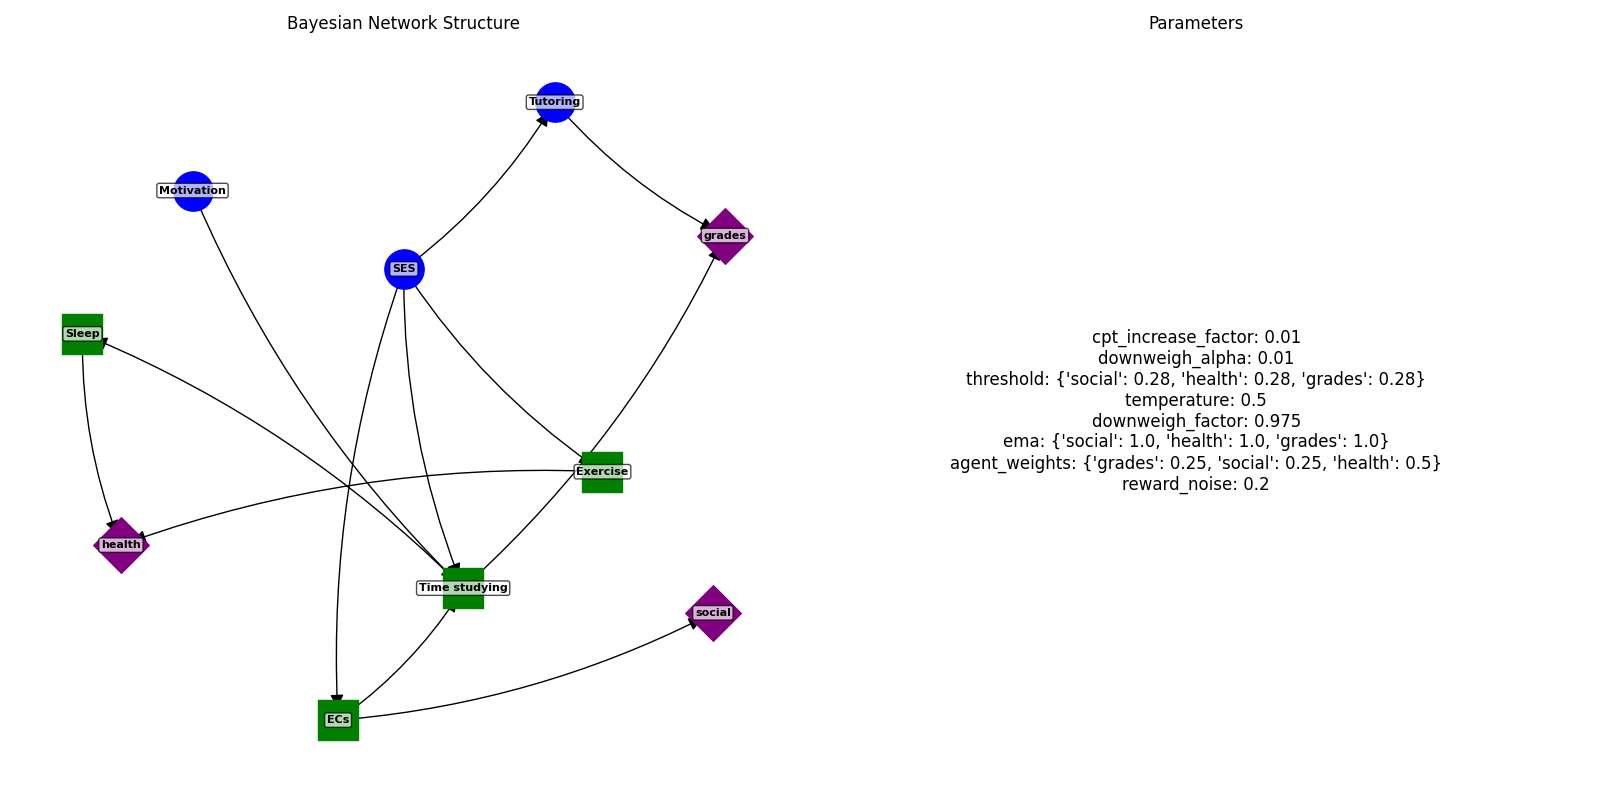 Bayesian Network Structure
Parameters
Tutoring
Motivation
grades
SES
Sleep
Exercise
health
Time studying
social
ECs
cpt_increase_factor: 0.01
downweigh_alpha: 0.01
threshold: {'social': 0.28, 'health': 0.28, 'grades': 0.28}
temperature: 0.5
downweigh_factor: 0.975
ema: {'social': 1.0, 'health': 1.0, 'grades': 1.0}
agent_weights: {'grades': 0.25, 'social': 0.25, 'health': 0.5}
reward_noise: 0.2